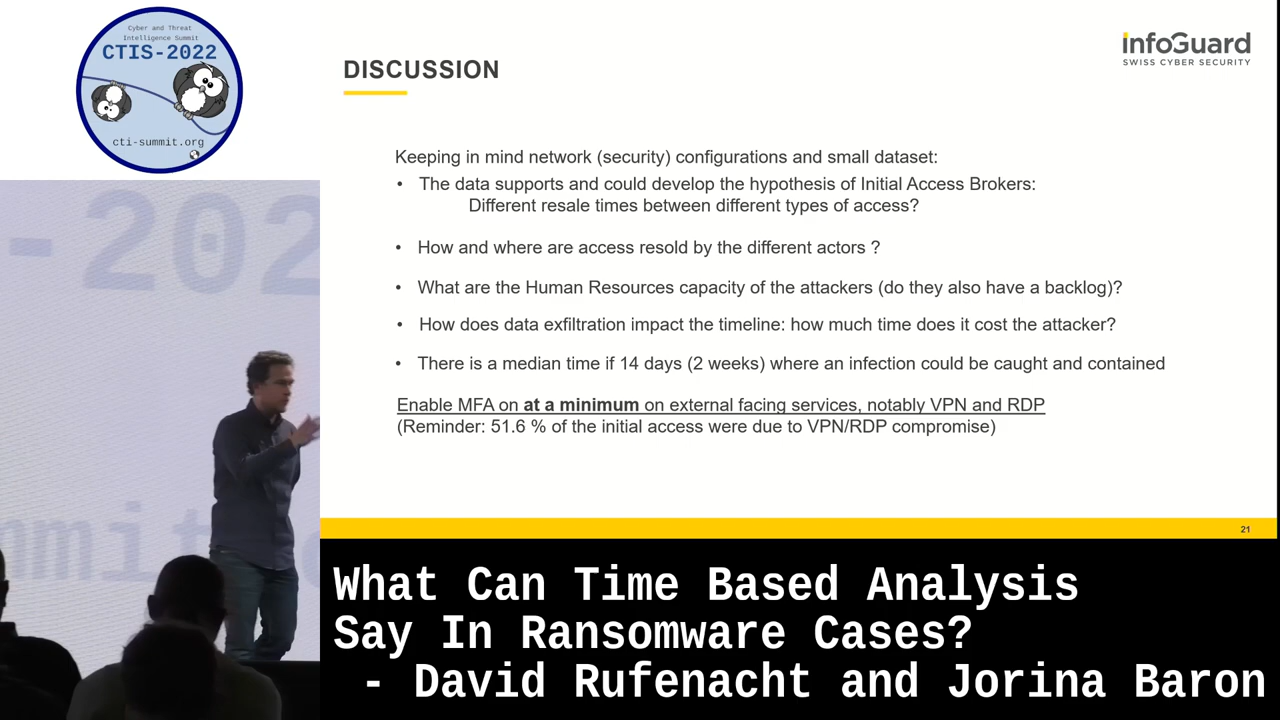 Cyber and Threat
Intelligence Summit
CTIS-2022
cti-summit.org
-202
mmit
DISCUSSION
infoGuard
SWISS CYBER SECURITY
Keeping in mind network (security) configurations and small dataset:
• The data supports and could develop the hypothesis of Initial Access Brokers:
Different resale times between different types of access?
• How and where are access resold by the different actors ?
• What are the Human Resources capacity of the attackers (do they also have a backlog)?
• How does data exfiltration impact the timeline: how much time does it cost the attacker?
• There is a median time if 14 days (2 weeks) where an infection could be caught and contained
Enable MFA on at a minimum on external facing services, notably VPN and RDP
(Reminder: 51.6 % of the initial access were due to VPN/RDP compromise)
21
What Can Time Based Analysis
Say In Ransomware Cases?
- David Rufenacht and Jorina Baron